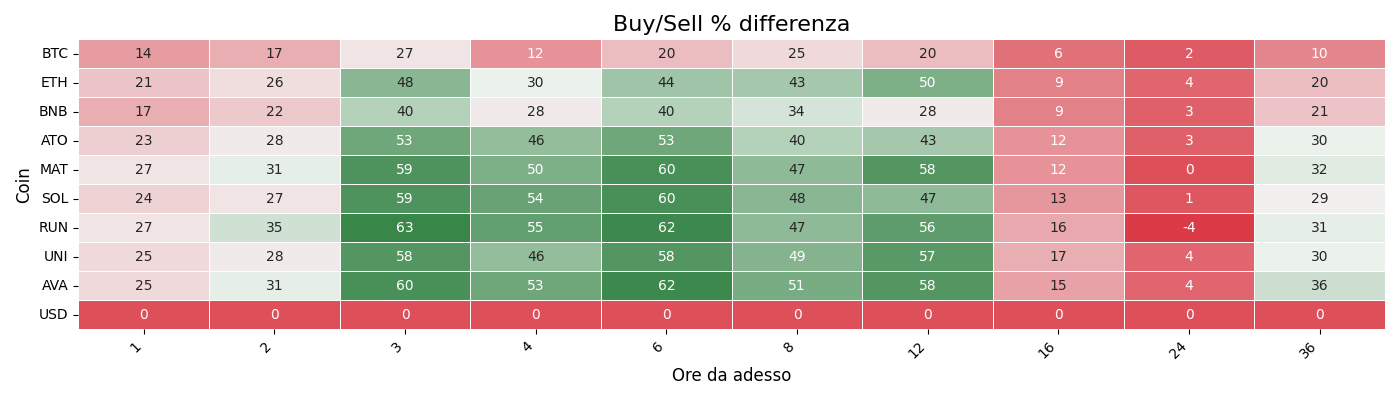 Buy/Sell % differenza
Coin
BTC 14 17 27 12 20 25 20 6 2 10
ETH 21 26 48 30 44 43 50 9 4 20
BNB 17 22 40 28 40 34 28 9 3 21
ATO 23 28 53 46 53 40 43 12 3 30
MAT 27 31 59 50 60 47 58 12 0 32
SOL 24 27 59 54 60 48 47 13 1 29
RUN 27 35 63 55 62 47 56 16 -4 31
UNI 25 28 58 46 58 49 57 17 4 30
AVA 25 31 60 53 62 51 58 15 4 36
USD 0 0 0 0 0 0 0 0 0 0
1 2 3 4 6 8 12 16 24 36
Ore da adesso